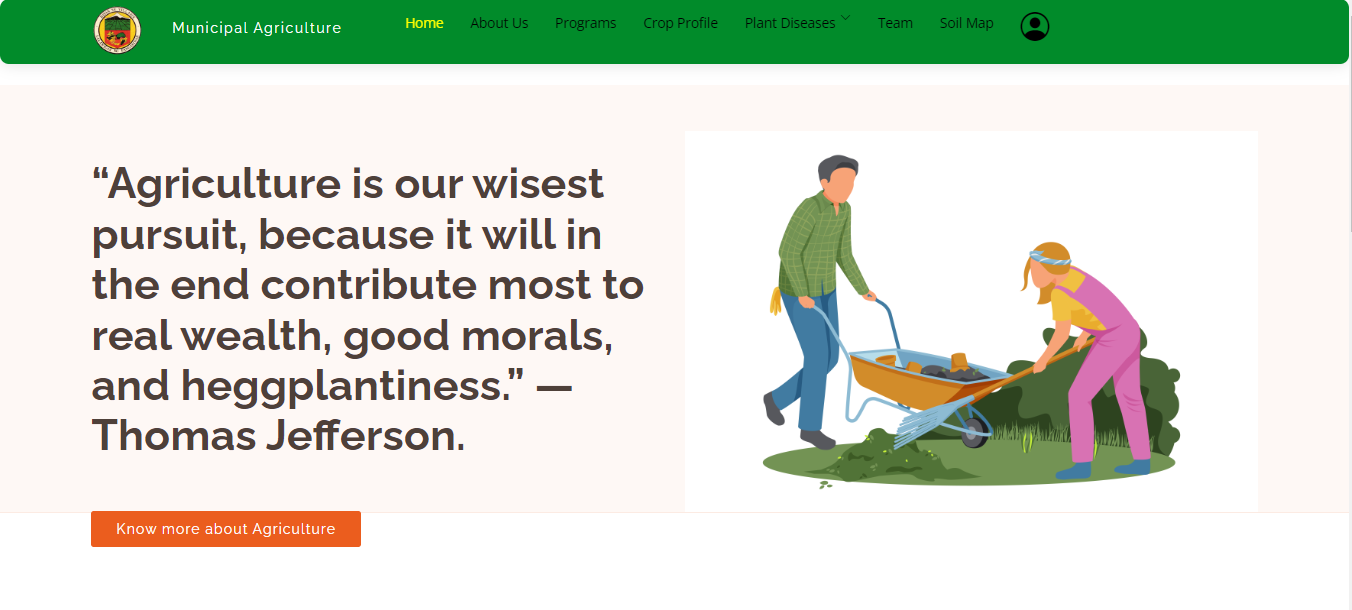 Municipal Agriculture
Home About Us Programs Crop Profile Plant Diseases Team Soil Map
“Agriculture is our wisest
pursuit, because it will in
the end contribute most to
real wealth, good morals,
and heggplantiness.” —
Thomas Jefferson.
Know more about Agriculture